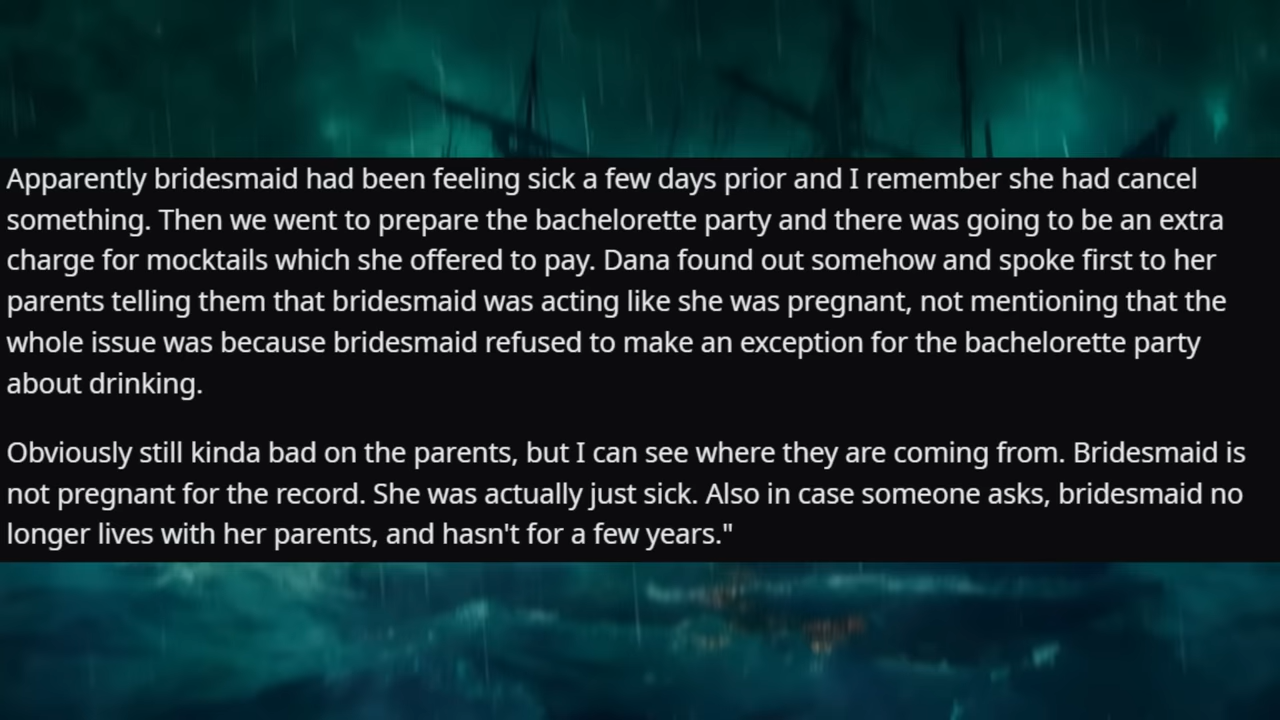 Apparently bridesmaid had been feeling sick a few days prior and I remember she had cancel
something. Then we went to prepare the bachelorette party and there was going to be an extra
charge for mocktails which she offered to pay. Dana found out somehow and spoke first to her
parents telling them that bridesmaid was acting like she was pregnant, not mentioning that the
whole issue was because bridesmaid refused to make an exception for the bachelorette party
about drinking.
Obviously still kinda bad on the parents, but I can see where they are coming from. Bridesmaid is
not pregnant for the record. She was actually just sick. Also in case someone asks, bridesmaid no
longer lives with her parents, and hasn't for a few years."